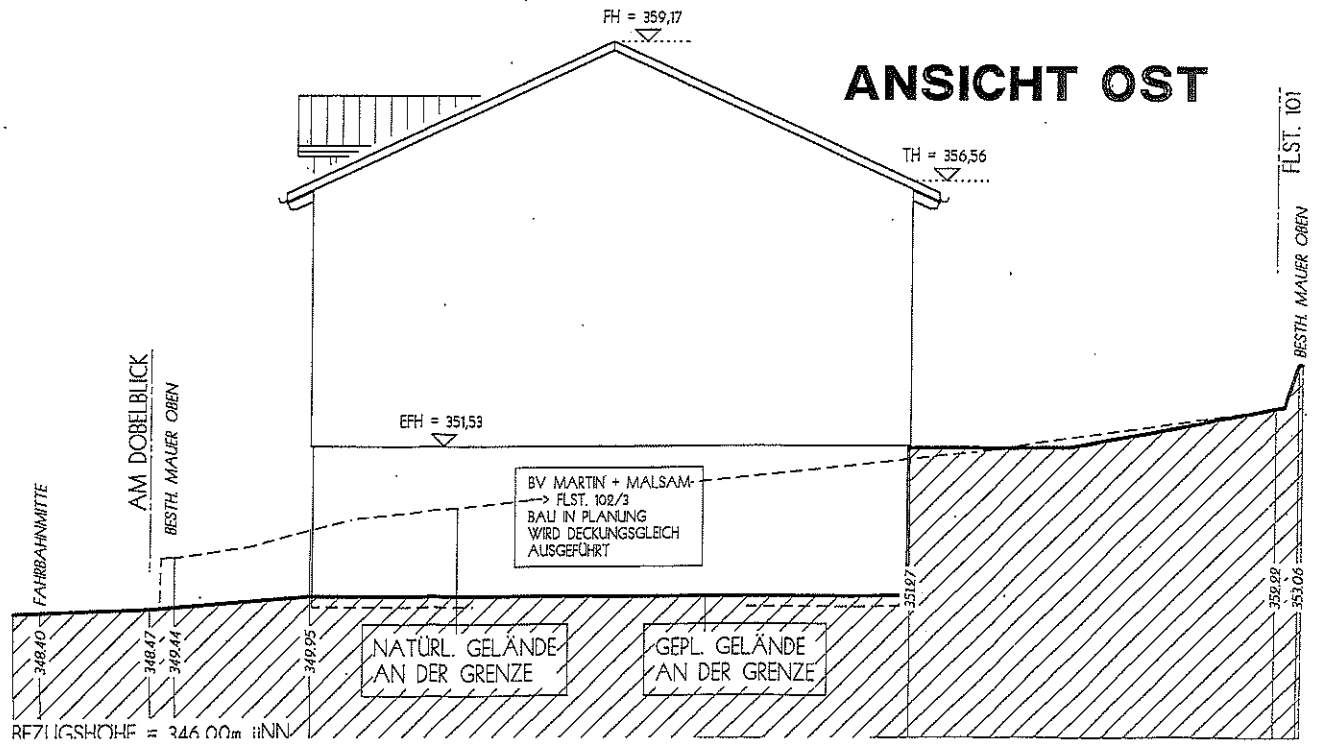 FH = 359,17
ANSICHT OST
FLST. 101
TH = 356,56
BESTH. MAUER OBEN
AM DOBELBLICK
BESTH. MAUER OBEN
FAHRBAHNMITTE
EFH = 351,53
BV MARTIN + MALSAM
FLST. 102/3
BAU IN PLANUNG
WIRD DECKUNGSGLEICH
AUSGEFÜHRT
348.40
348.47
349.44
349.95
351.27
352.22
353.06
NATÜRL. GELÄNDE
AN DER GRENZE
GEPL. GELÄNDE
AN DER GRENZE
BEZUGSHÖHE = 346.00m üNN